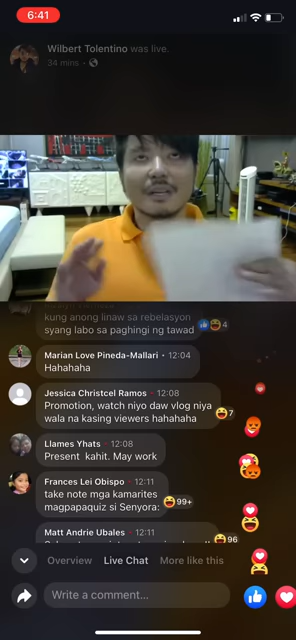 6:41
Wilbert Tolentino was live.
34 mins ·
kung anong linaw sa rebelasyon
syang labo sa paghingi ng tawad
4
Marian Love Pineda-Mallari • 12:04
Hahahaha
Jessica Christcel Ramos • 12:08
Promotion, watch niyo daw vlog niya
wala na kasing viewers hahahaha
7
Llames Yhats • 12:08
Present kahit. May work
Frances Lei Obispo • 12:11
take note mga kamarites
magpapaquiz si Senyora:
99+
Matt Andrie Ubales • 12:11
96
Overview Live Chat More like this
Write a comment...